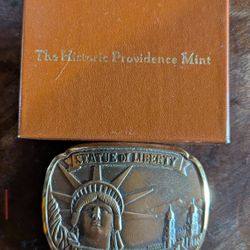 The Historic Providence Mint
STATUE OF LIBERTY